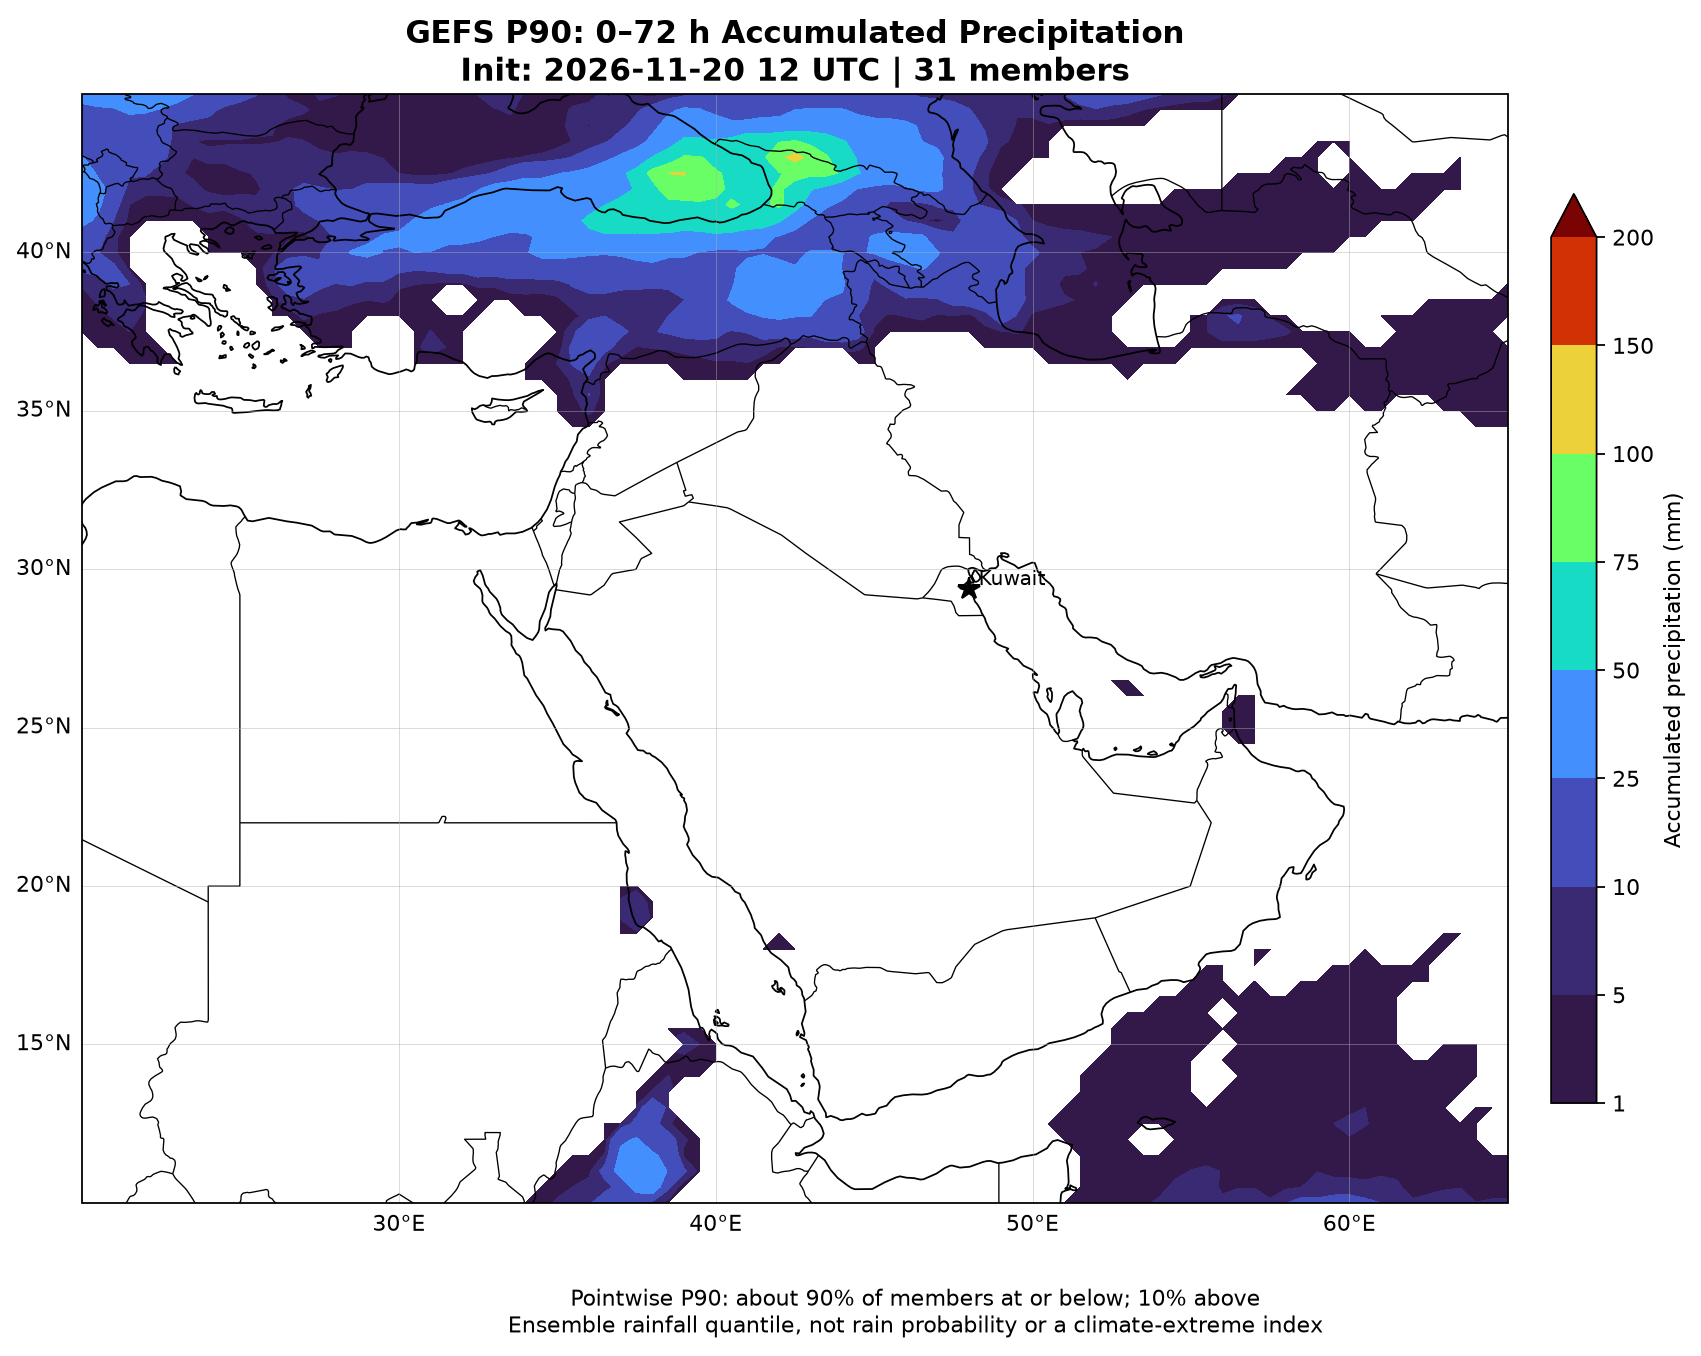 GEFS P90: 0–72 h Accumulated Precipitation
Init: 2026-11-20 12 UTC | 31 members
40°N
35°N
30°N
25°N
20°N
15°N
Kuwait
30°E
40°E
50°E
60°E
200
150
100
75
50
25
10
5
1
Accumulated precipitation (mm)
Pointwise P90: about 90% of members at or below; 10% above
Ensemble rainfall quantile, not rain probability or a climate-extreme index